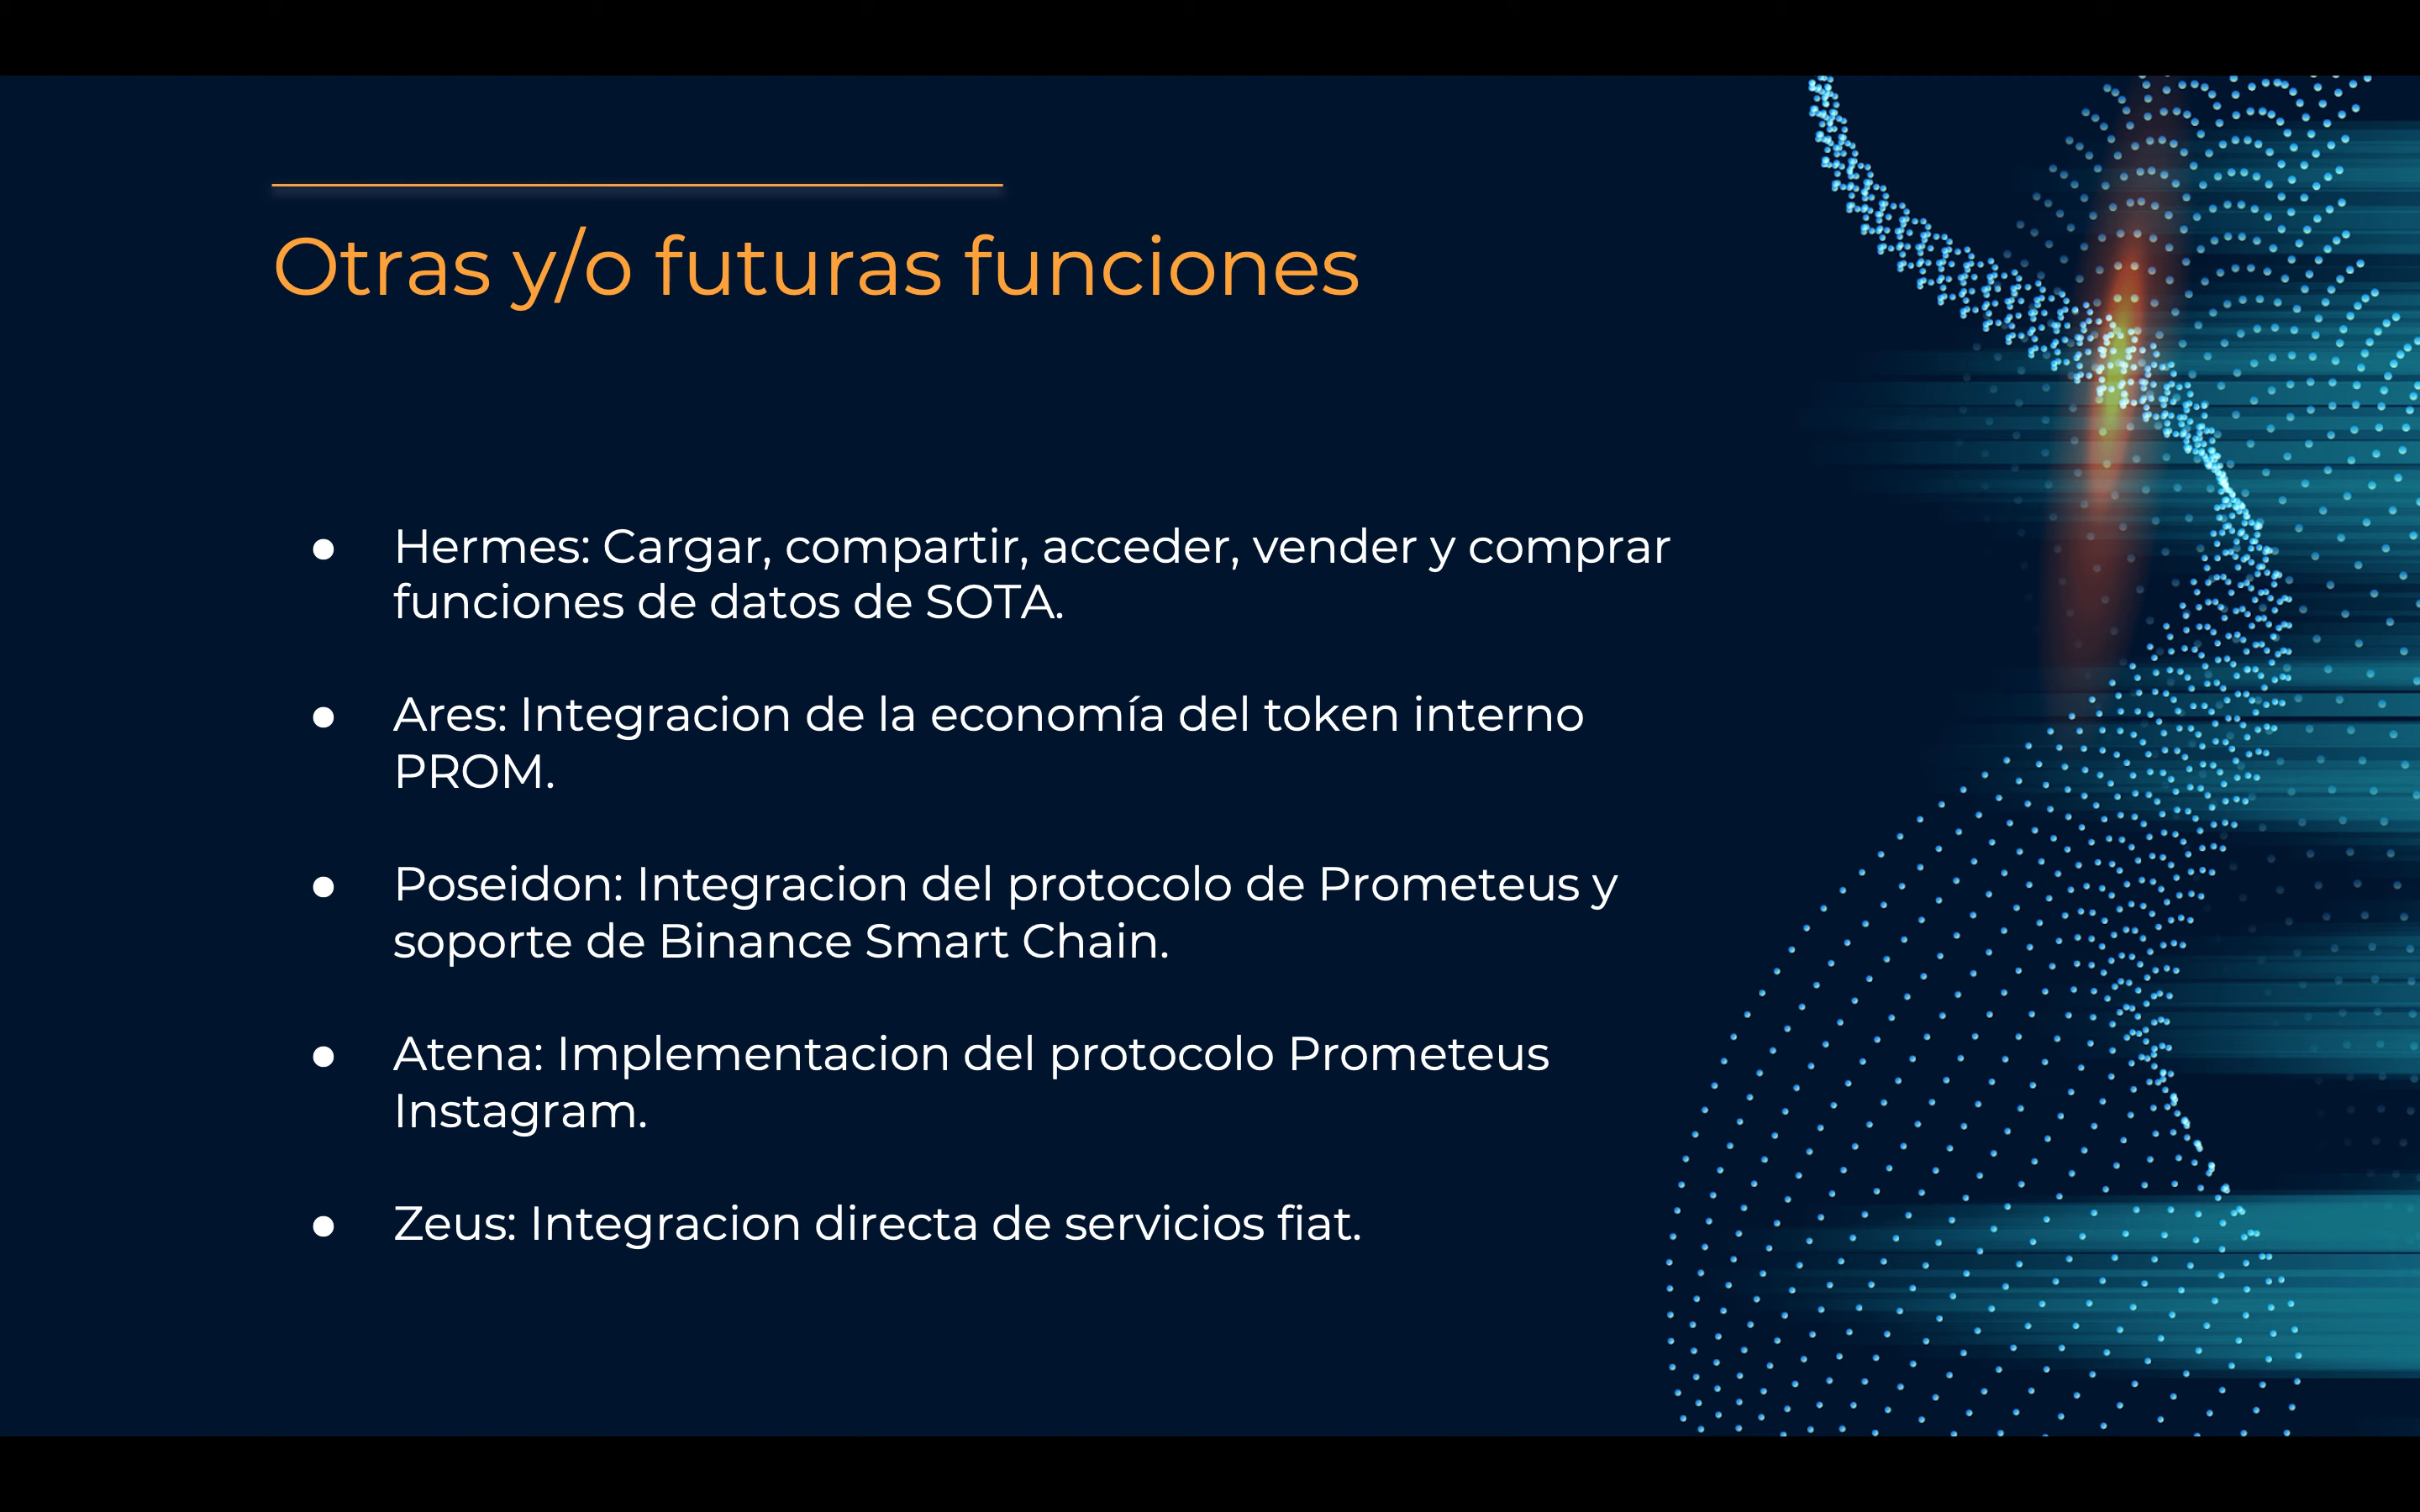 Otras y/o futuras funciones
● Hermes: Cargar, compartir, acceder, vender y comprar
funciones de datos de SOTA.
● Ares: Integracion de la economía del token interno
PROM.
● Poseidon: Integracion del protocolo de Prometeus y
soporte de Binance Smart Chain.
● Atena: Implementacion del protocolo Prometeus
Instagram.
● Zeus: Integracion directa de servicios fiat.